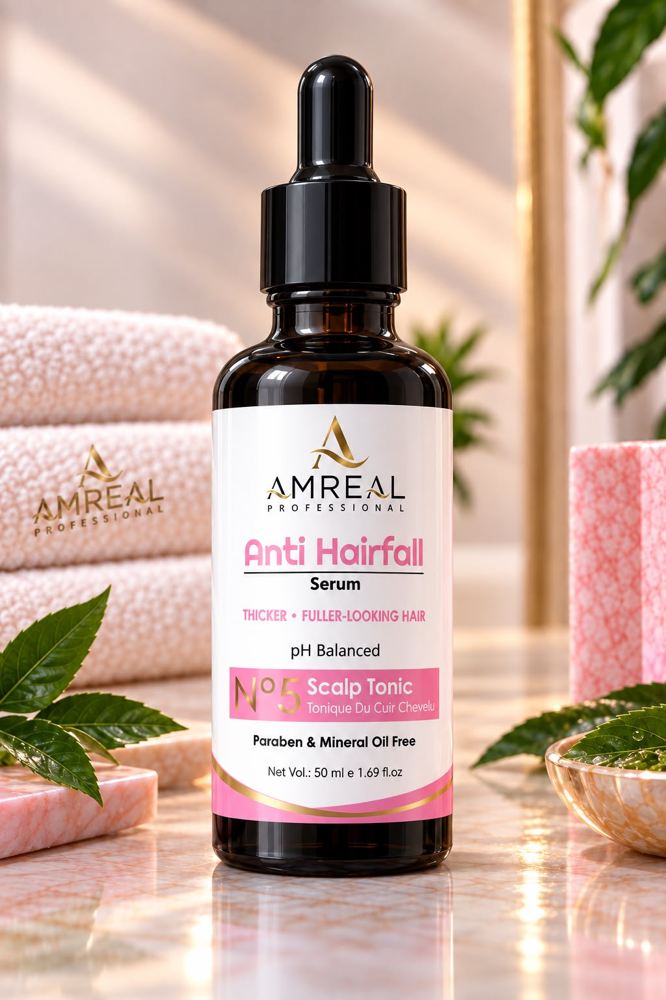 AMREAL
PROFESSIONAL
Anti Hairfall
Serum
THICKER • FULLER-LOOKING HAIR
pH Balanced
Nº5 Scalp Tonic
Tonique Du Cuir Chevelu
Paraben & Mineral Oil Free
Net Vol.: 50 ml e 1.69 fl.oz
AMREAL
PROFESSIONAL